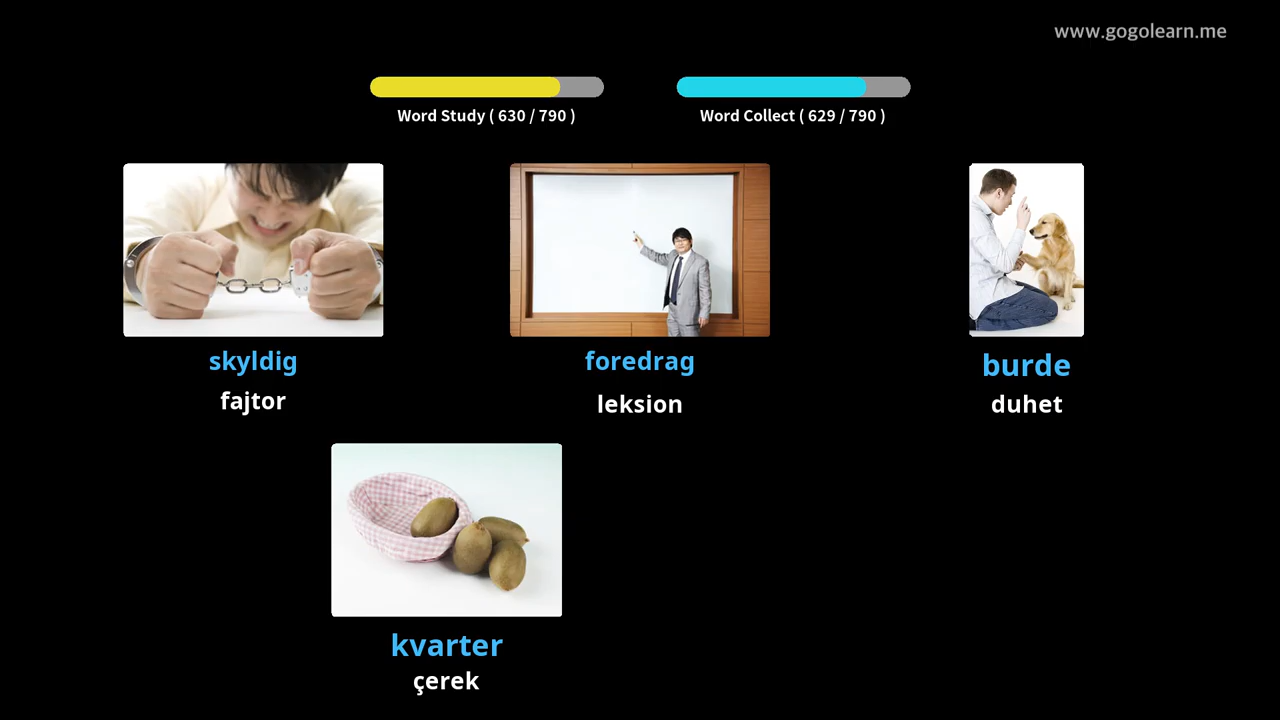 www.gogolearn.me
Word Study ( 630 / 790 )
Word Collect ( 629 / 790 )
skyldig
fajtor
foredrag
leksion
burde
duhet
kvarter
çerek